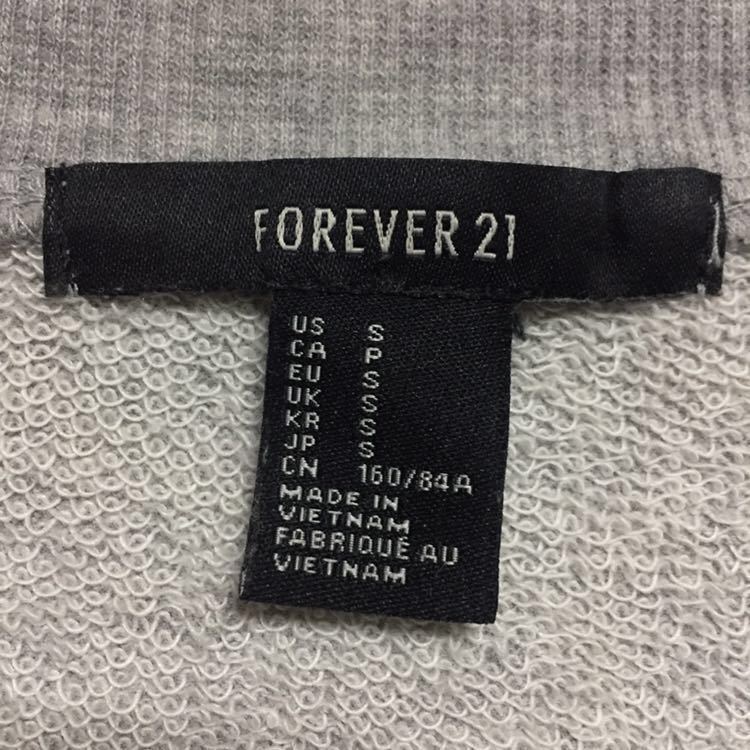 FOREVER 21
US S
CA P
EU S
UK S
KR S
JP S
CN 160/84A
MADE IN
VIETNAM
FABRIQUÉ AU
VIETNAM